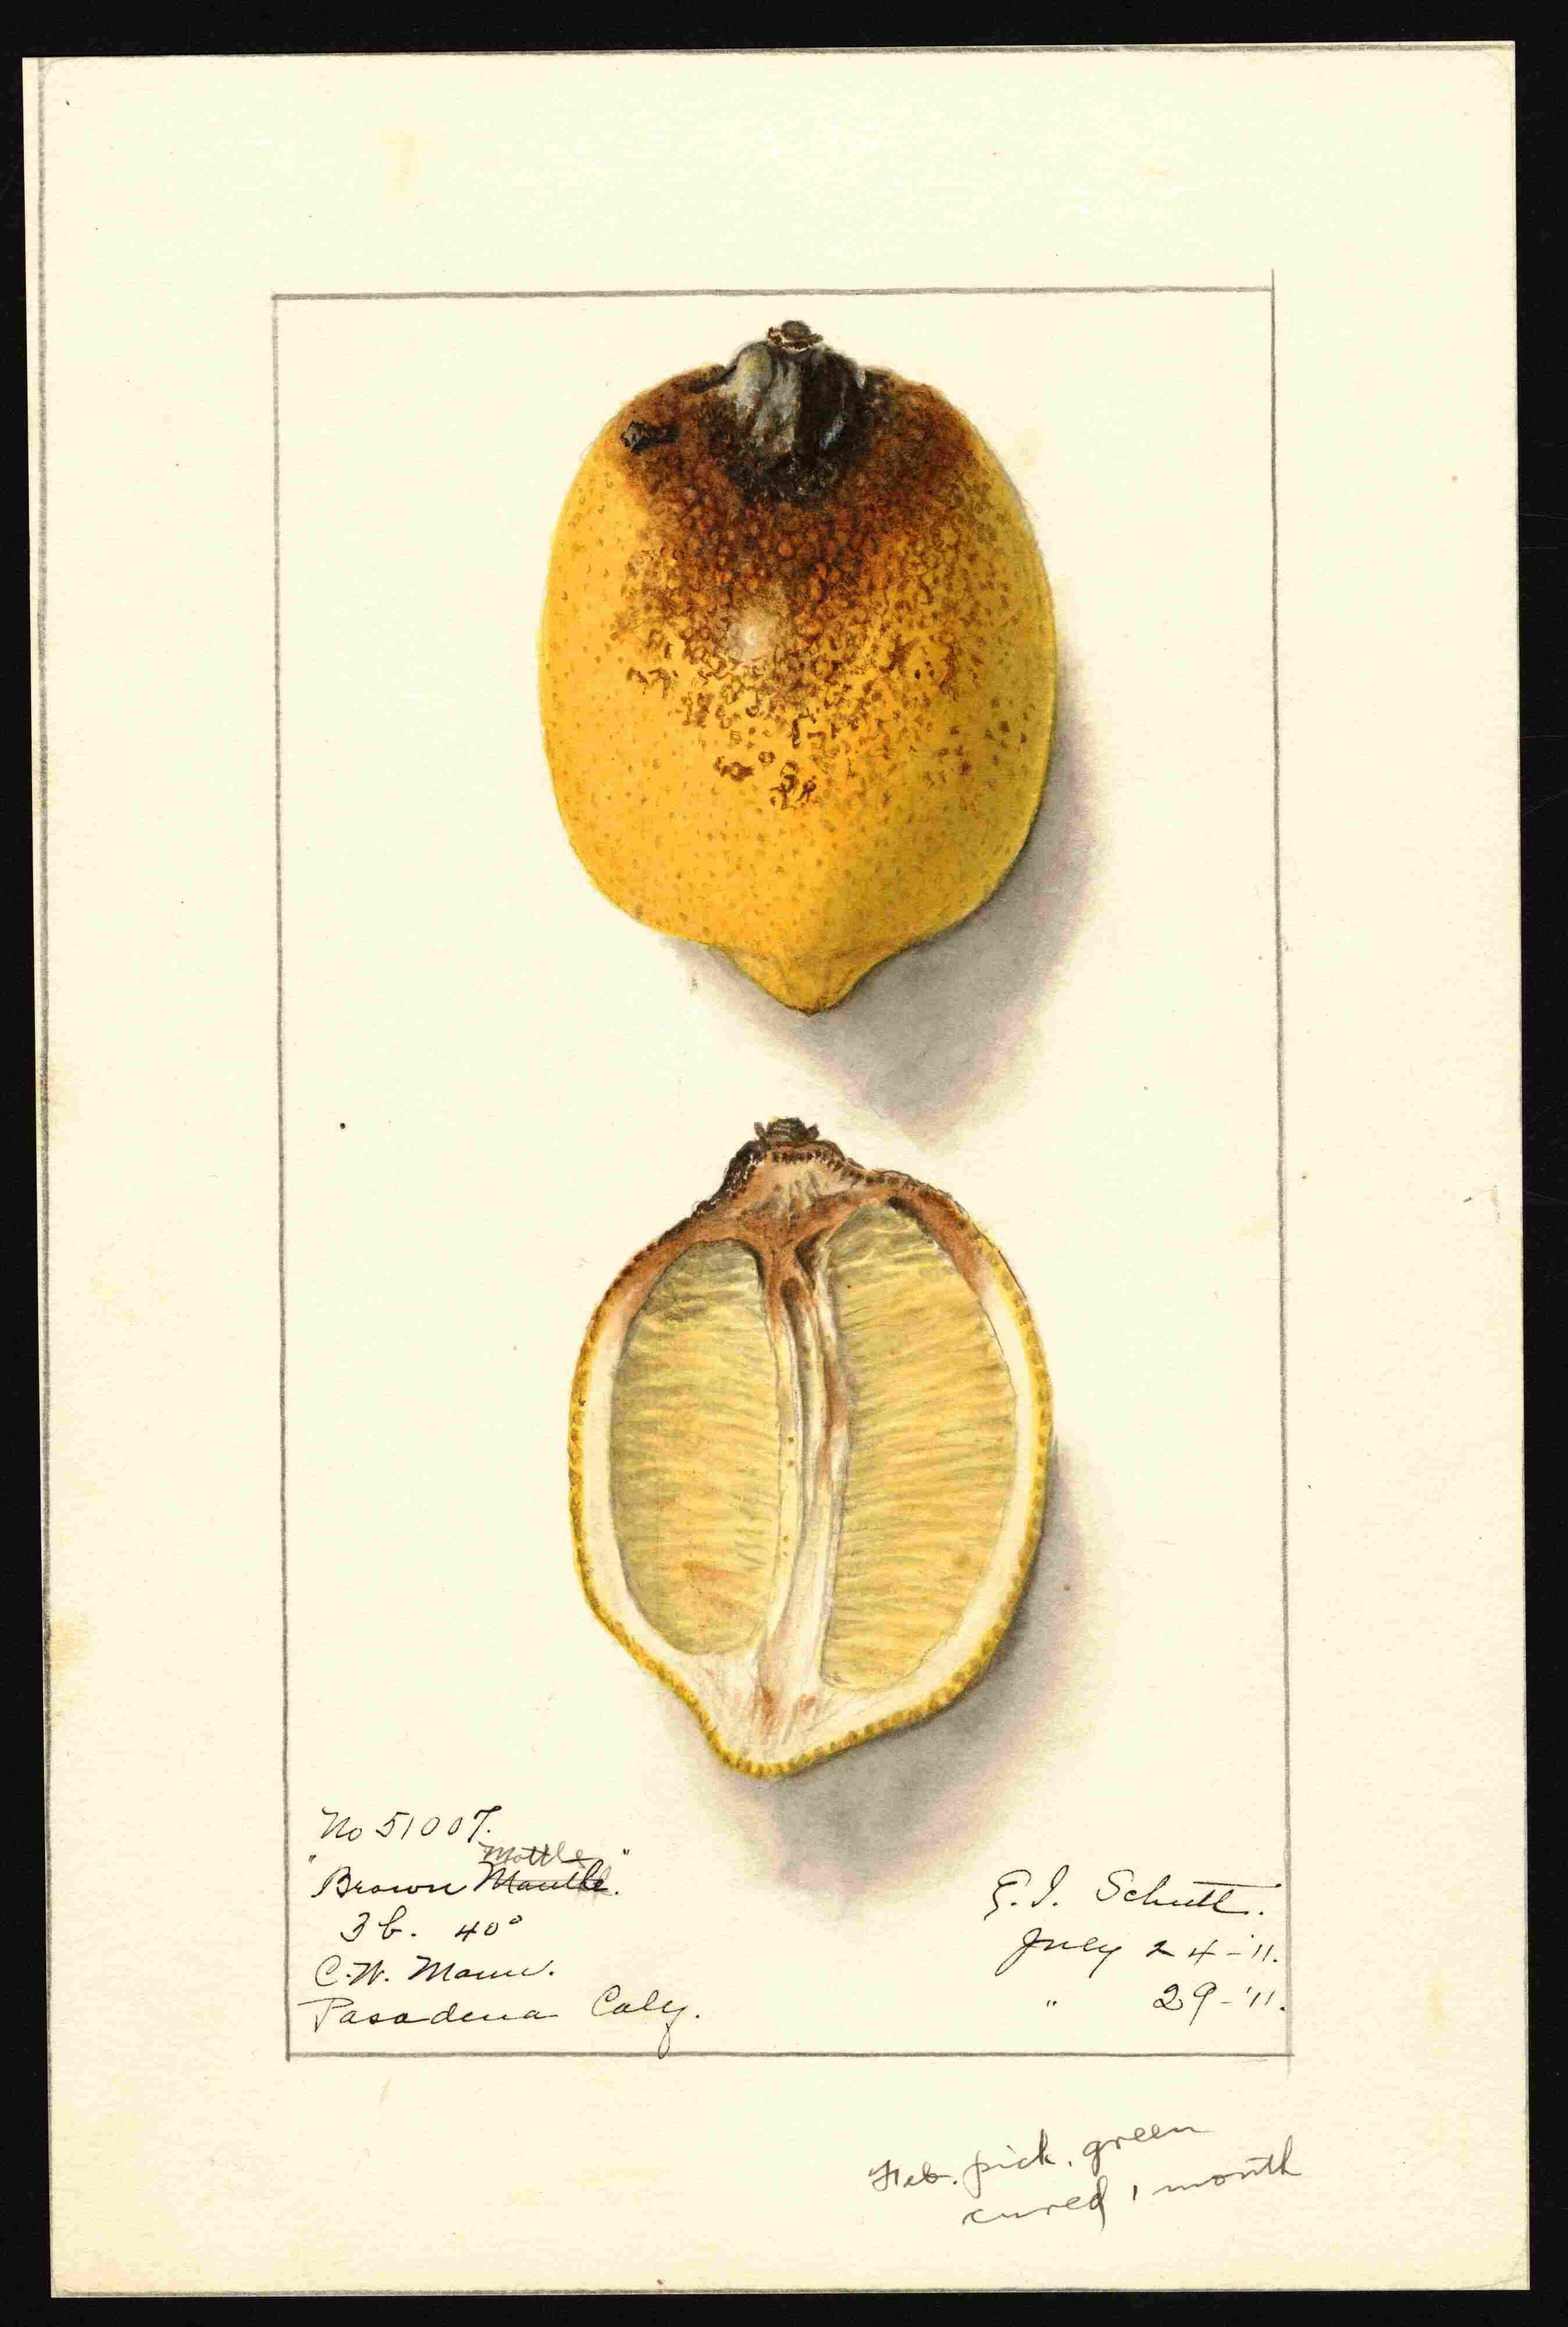 No 51007.
Mottle
"Brown Mantle."
3 b. 40°
C. W. Mann.
Pasadena Caly.
E. I. Schutt.
July 24-'11.
" 29-'11.
Feb. pick. green
cured 1 month